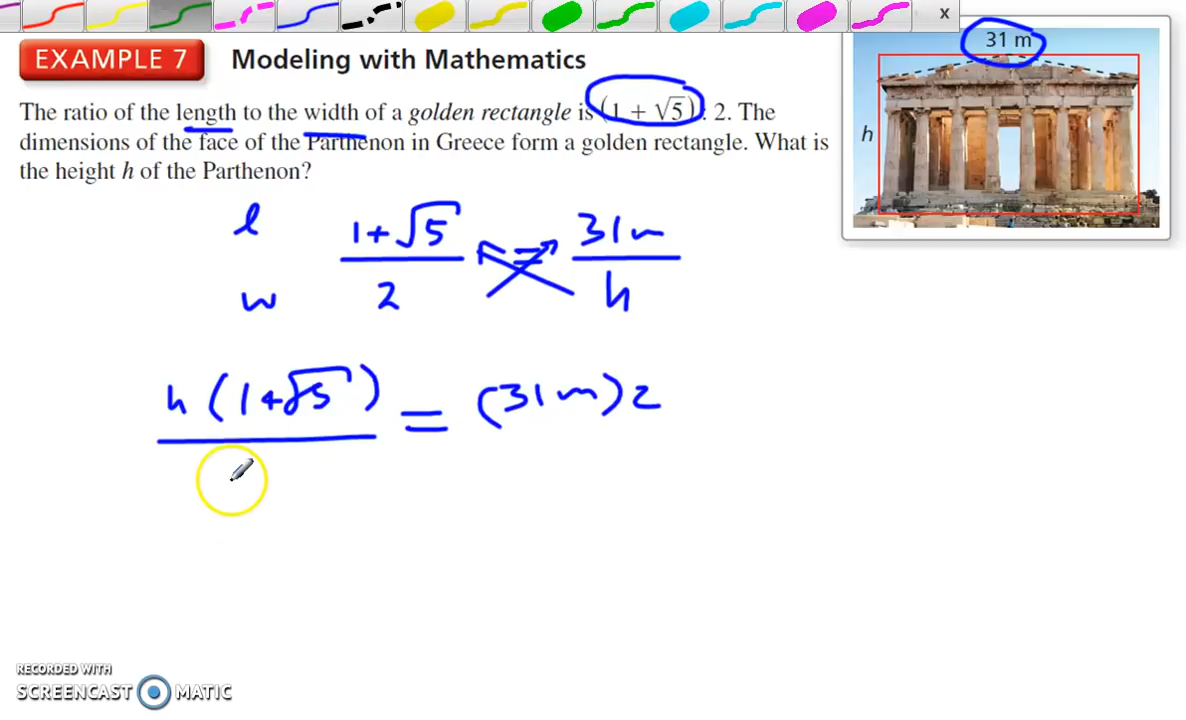 x
EXAMPLE 7 Modeling with Mathematics
31 m
The ratio of the length to the width of a golden rectangle is (1 + √5) : 2. The
dimensions of the face of the Parthenon in Greece form a golden rectangle. What is
the height h of the Parthenon?
h
l 1+√5 = 31m
w 2 h
h (1+√5) = (31m) 2
RECORDED WITH
SCREENCAST MATIC